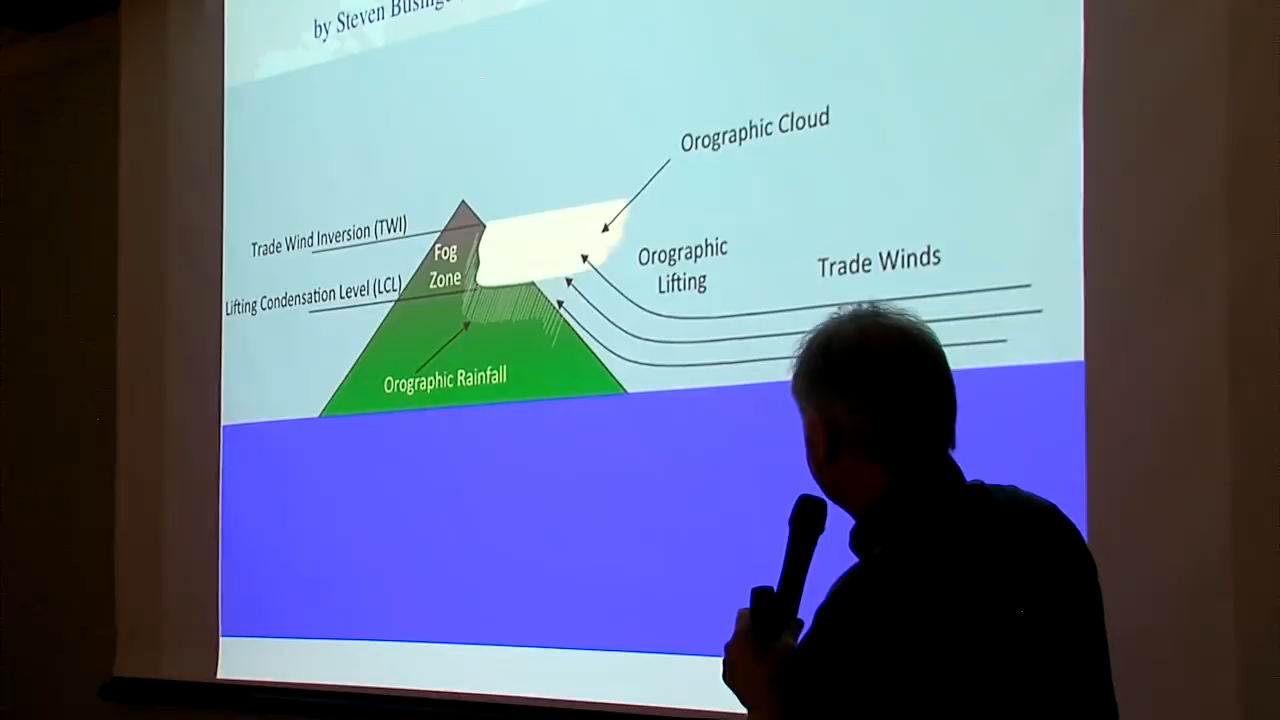 by Steven
Orographic Cloud
Trade Wind Inversion (TWI)
Fog
Zone
Orographic
Lifting
Trade Winds
Lifting Condensation Level (LCL)
Orographic Rainfall